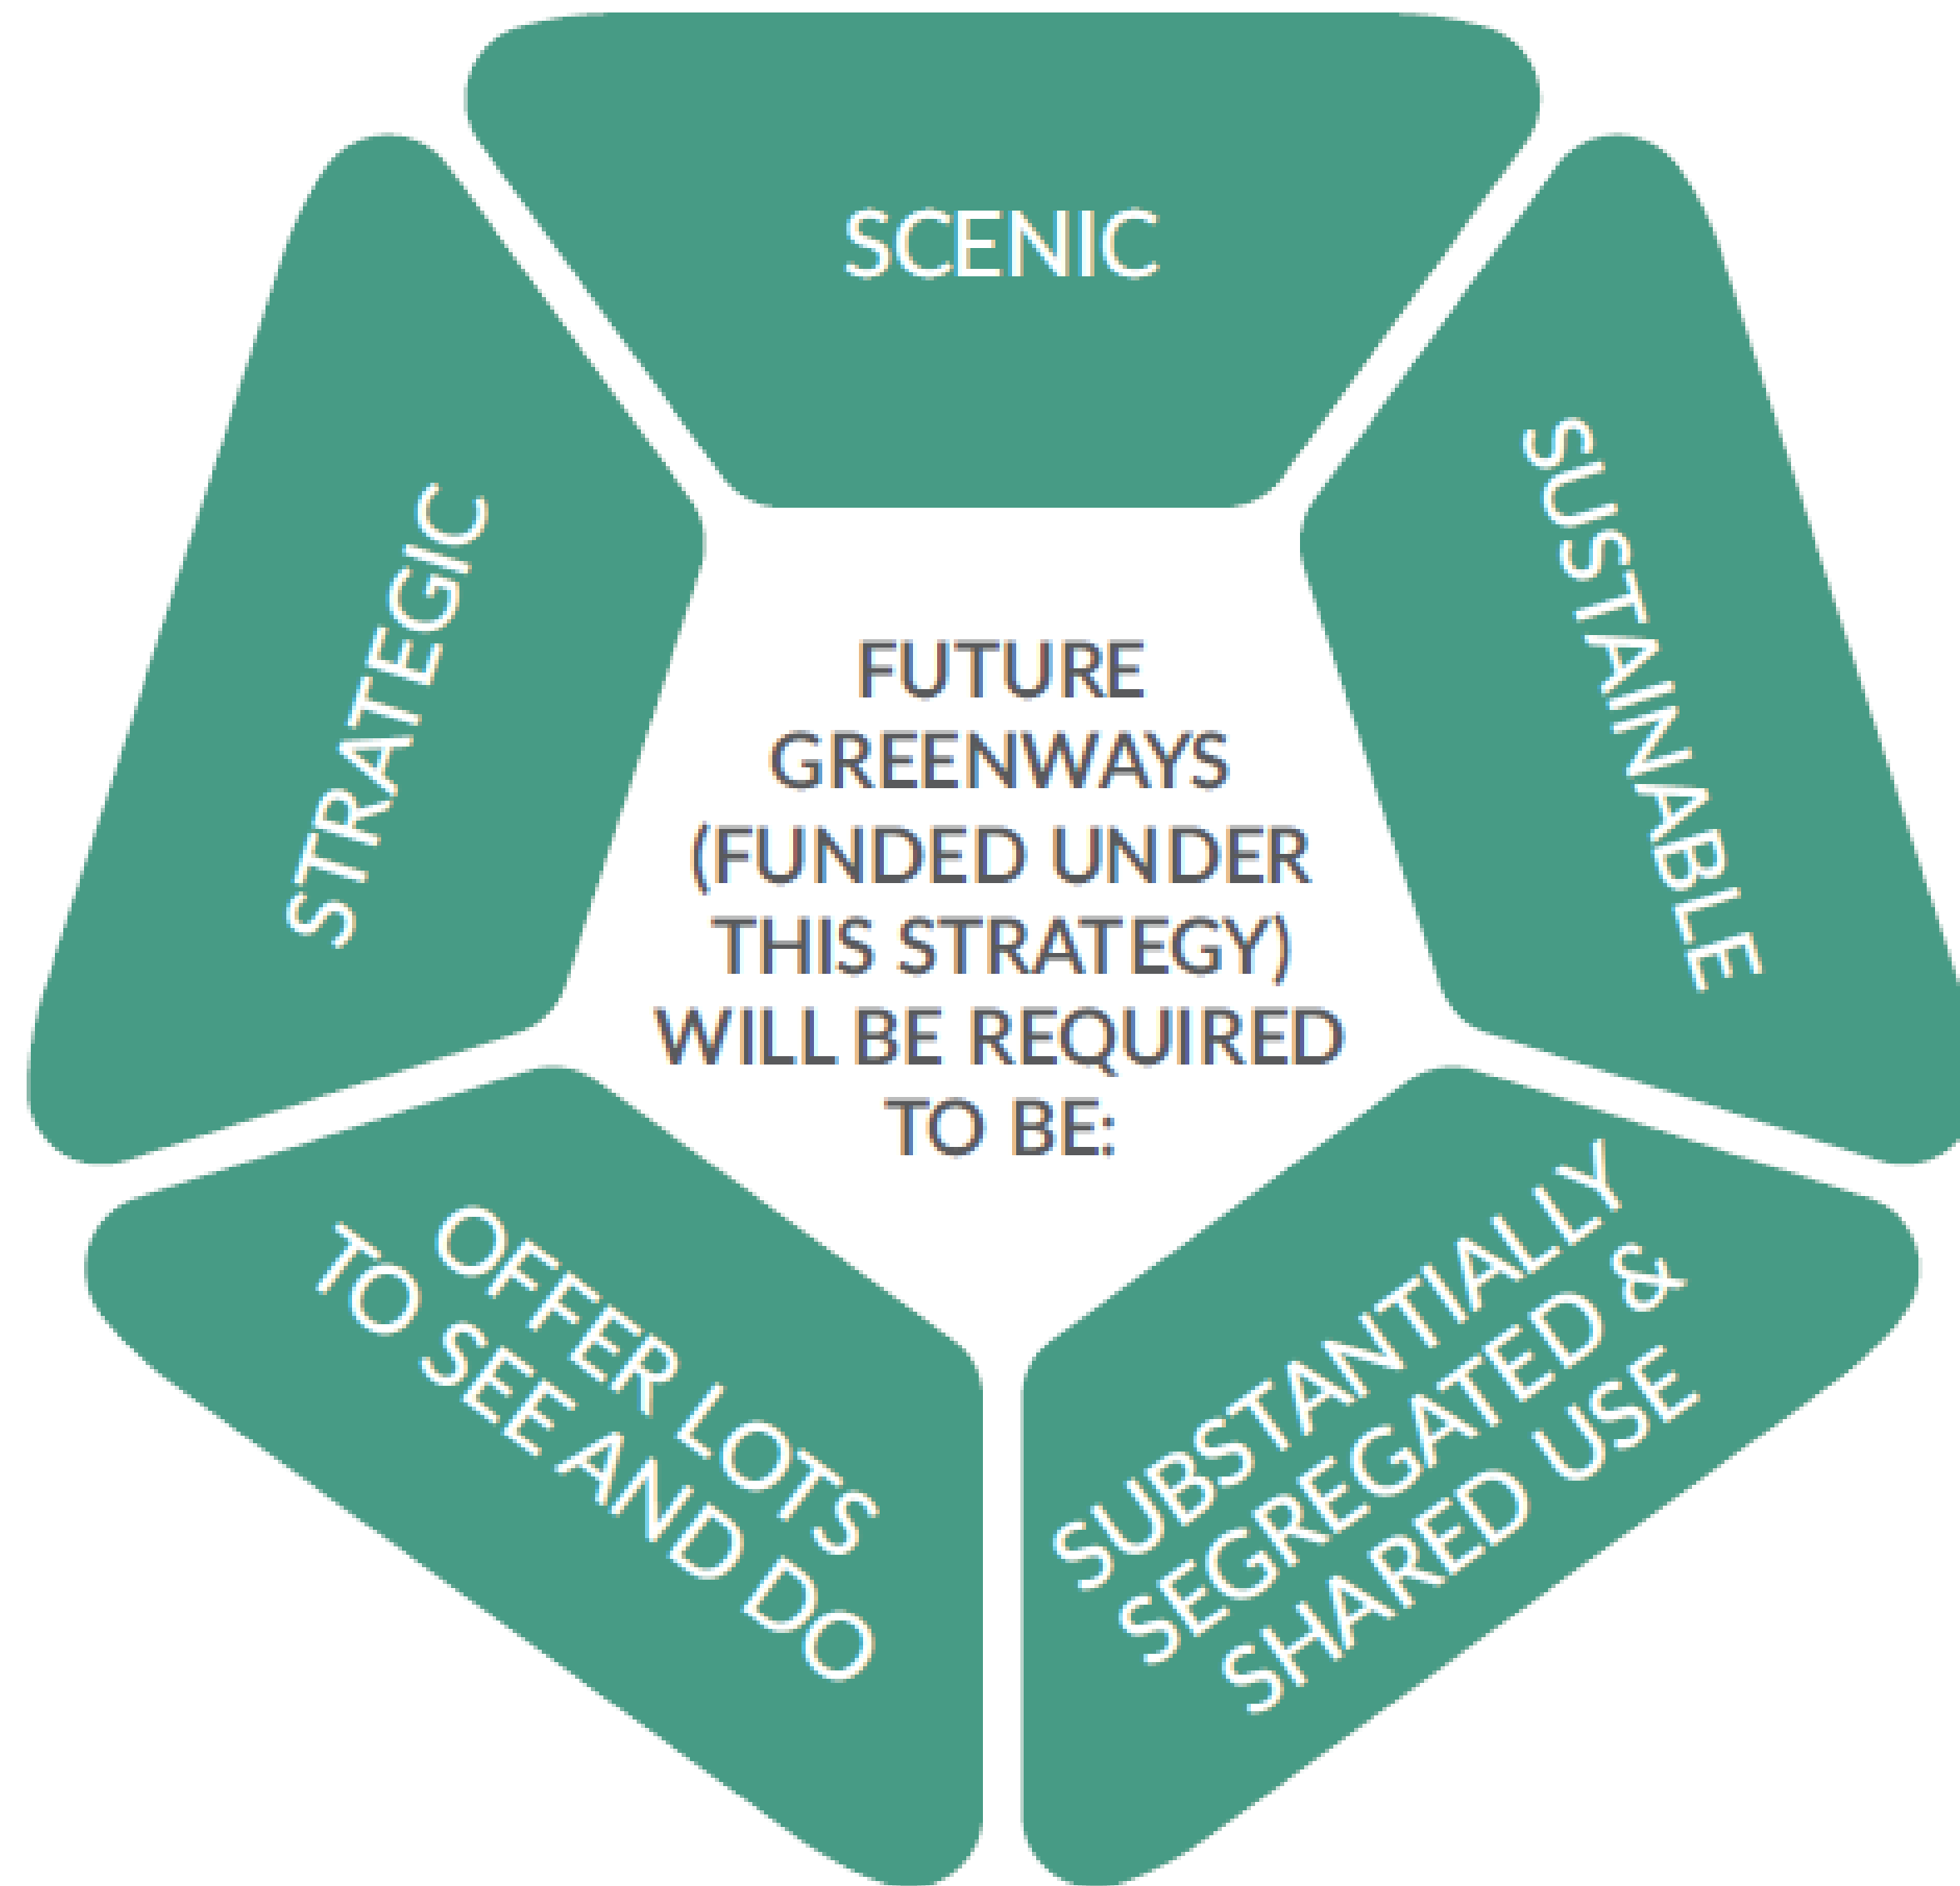 SCENIC
SUSTAINABLE
SUBSTANTIALLY
SEGREGATED &
SHARED USE
OFFER LOTS
TO SEE AND DO
STRATEGIC
FUTURE
GREENWAYS
(FUNDED UNDER
THIS STRATEGY)
WILL BE REQUIRED
TO BE: